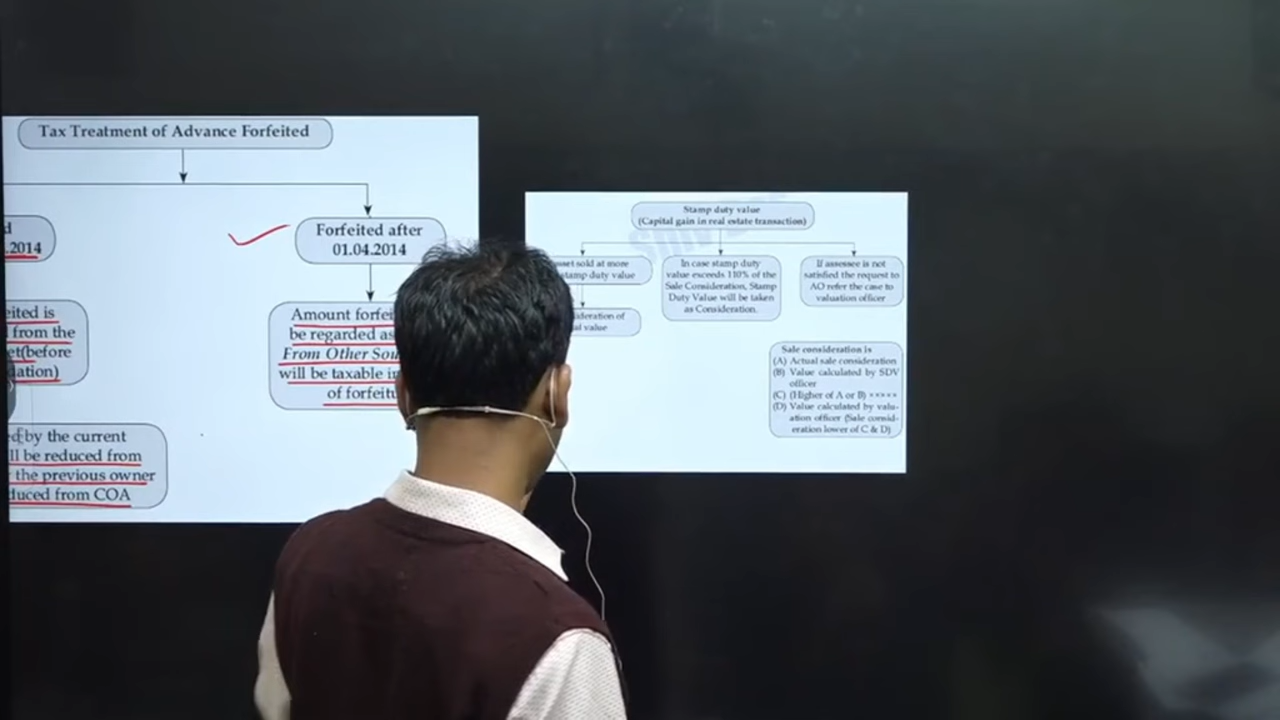 Tax Treatment of Advance Forfeited
d
.2014
Forfeited after
01.04.2014
eited is
from the
et(before
dation)
Amount forfei
be regarded as
From Other Sou
will be taxable in
of forfeitu
ed by the current
ll be reduced from
the previous owner
duced from COA
Stamp duty value
(Capital gain in real estate transaction)
sset sold at more
stamp duty value
ideration of
al value
In case stamp duty
value exceeds 110% of the
Sale Consideration, Stamp
Duty Value will be taken
as Consideration.
If assessee is not
satisfied the request to
AO refer the case to
valuation officer
Sale consideration is
(A) Actual sale consideration
(B) Value calculated by SDV
officer
(C) (Higher of A or B) ×××××
(D) Value calculated by valu-
ation officer (Sale consid-
eration lower of C & D)